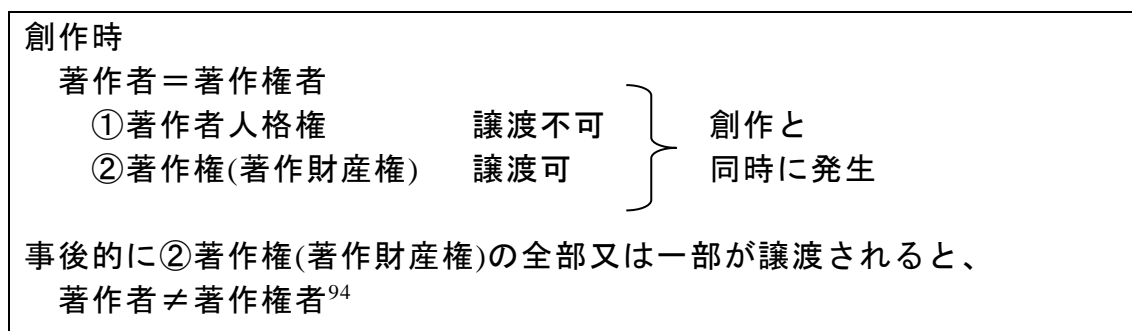 創作時
著作者＝著作権者
①著作者人格権 譲渡不可 創作と
②著作権(著作財産権) 譲渡可 同時に発生
事後的に②著作権(著作財産権)の全部又は一部が譲渡されると、
著作者≠著作権者94